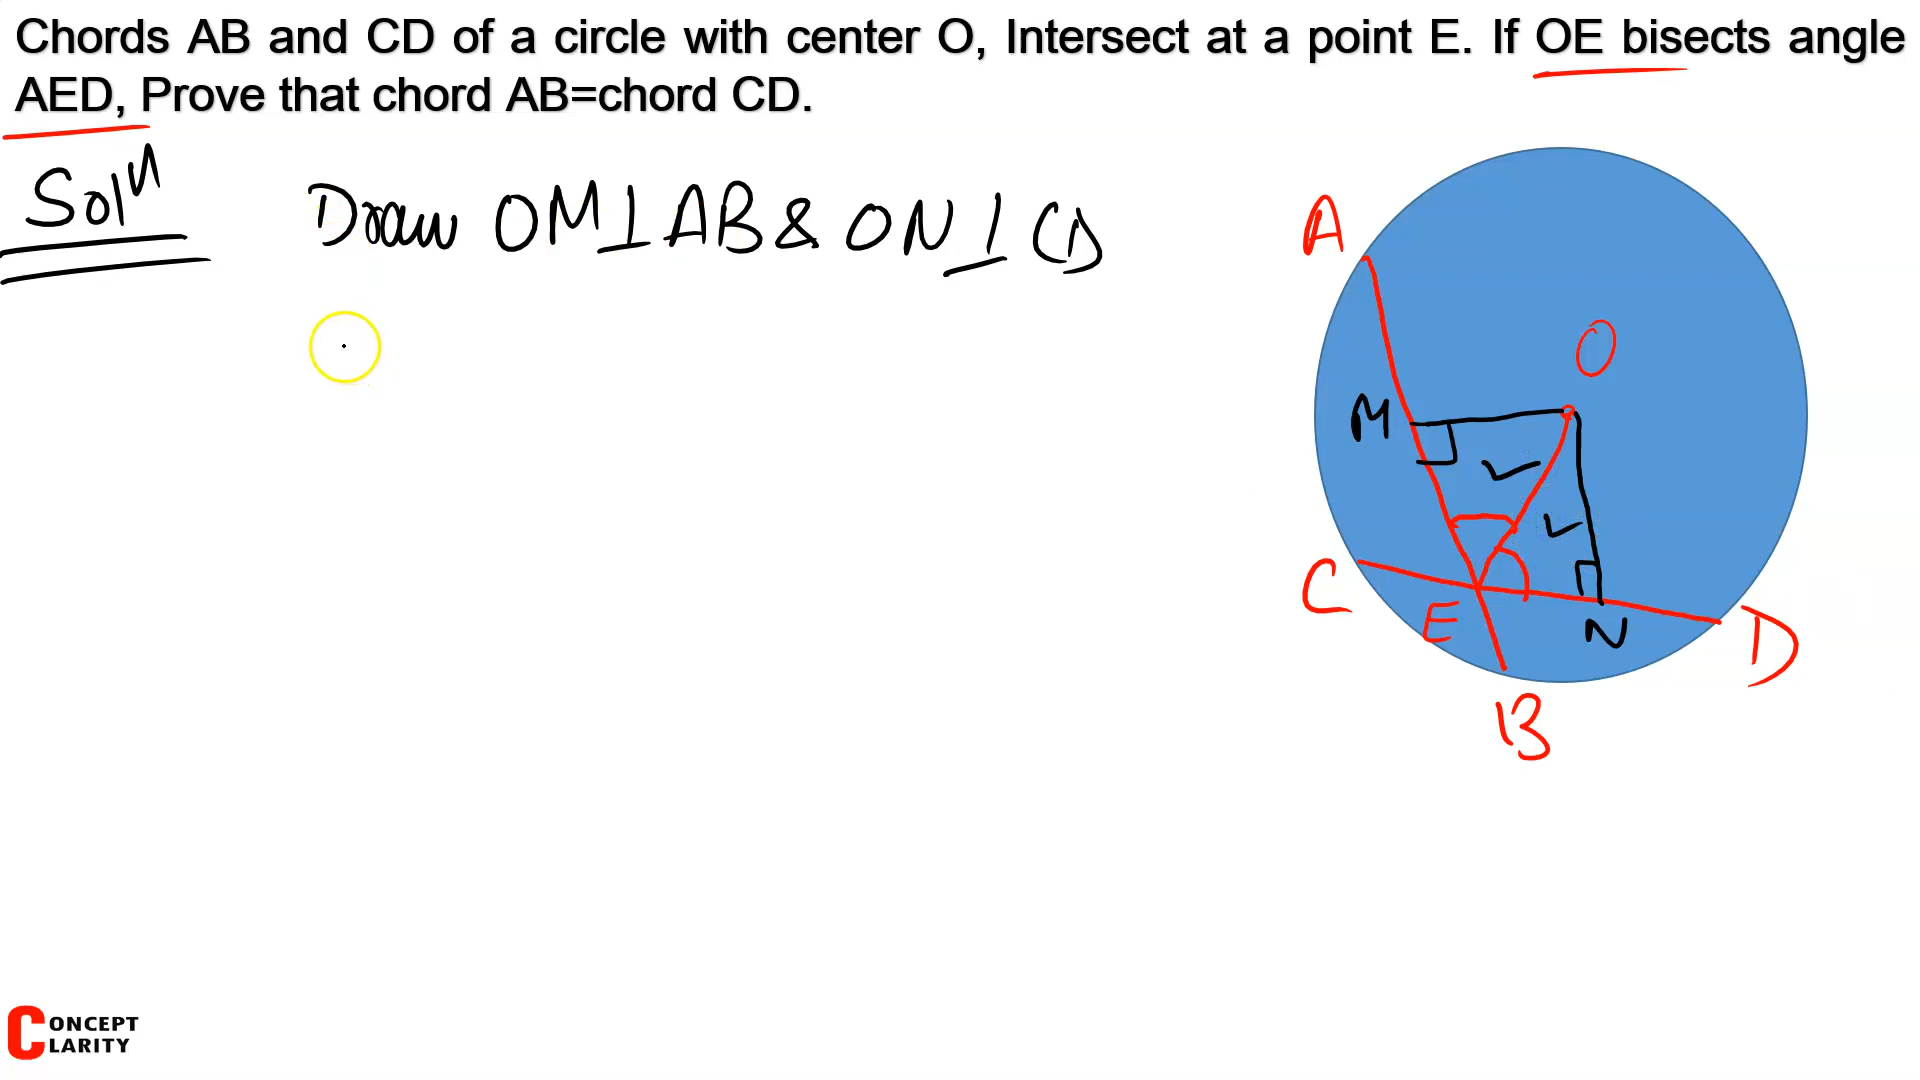 Chords AB and CD of a circle with center O, Intersect at a point E. If OE bisects angle
AED, Prove that chord AB=chord CD.
Solⁿ
Draw OM⊥AB & ON⊥CD
A
O
M
C
E
N
D
B
CONCEPT
CLARITY